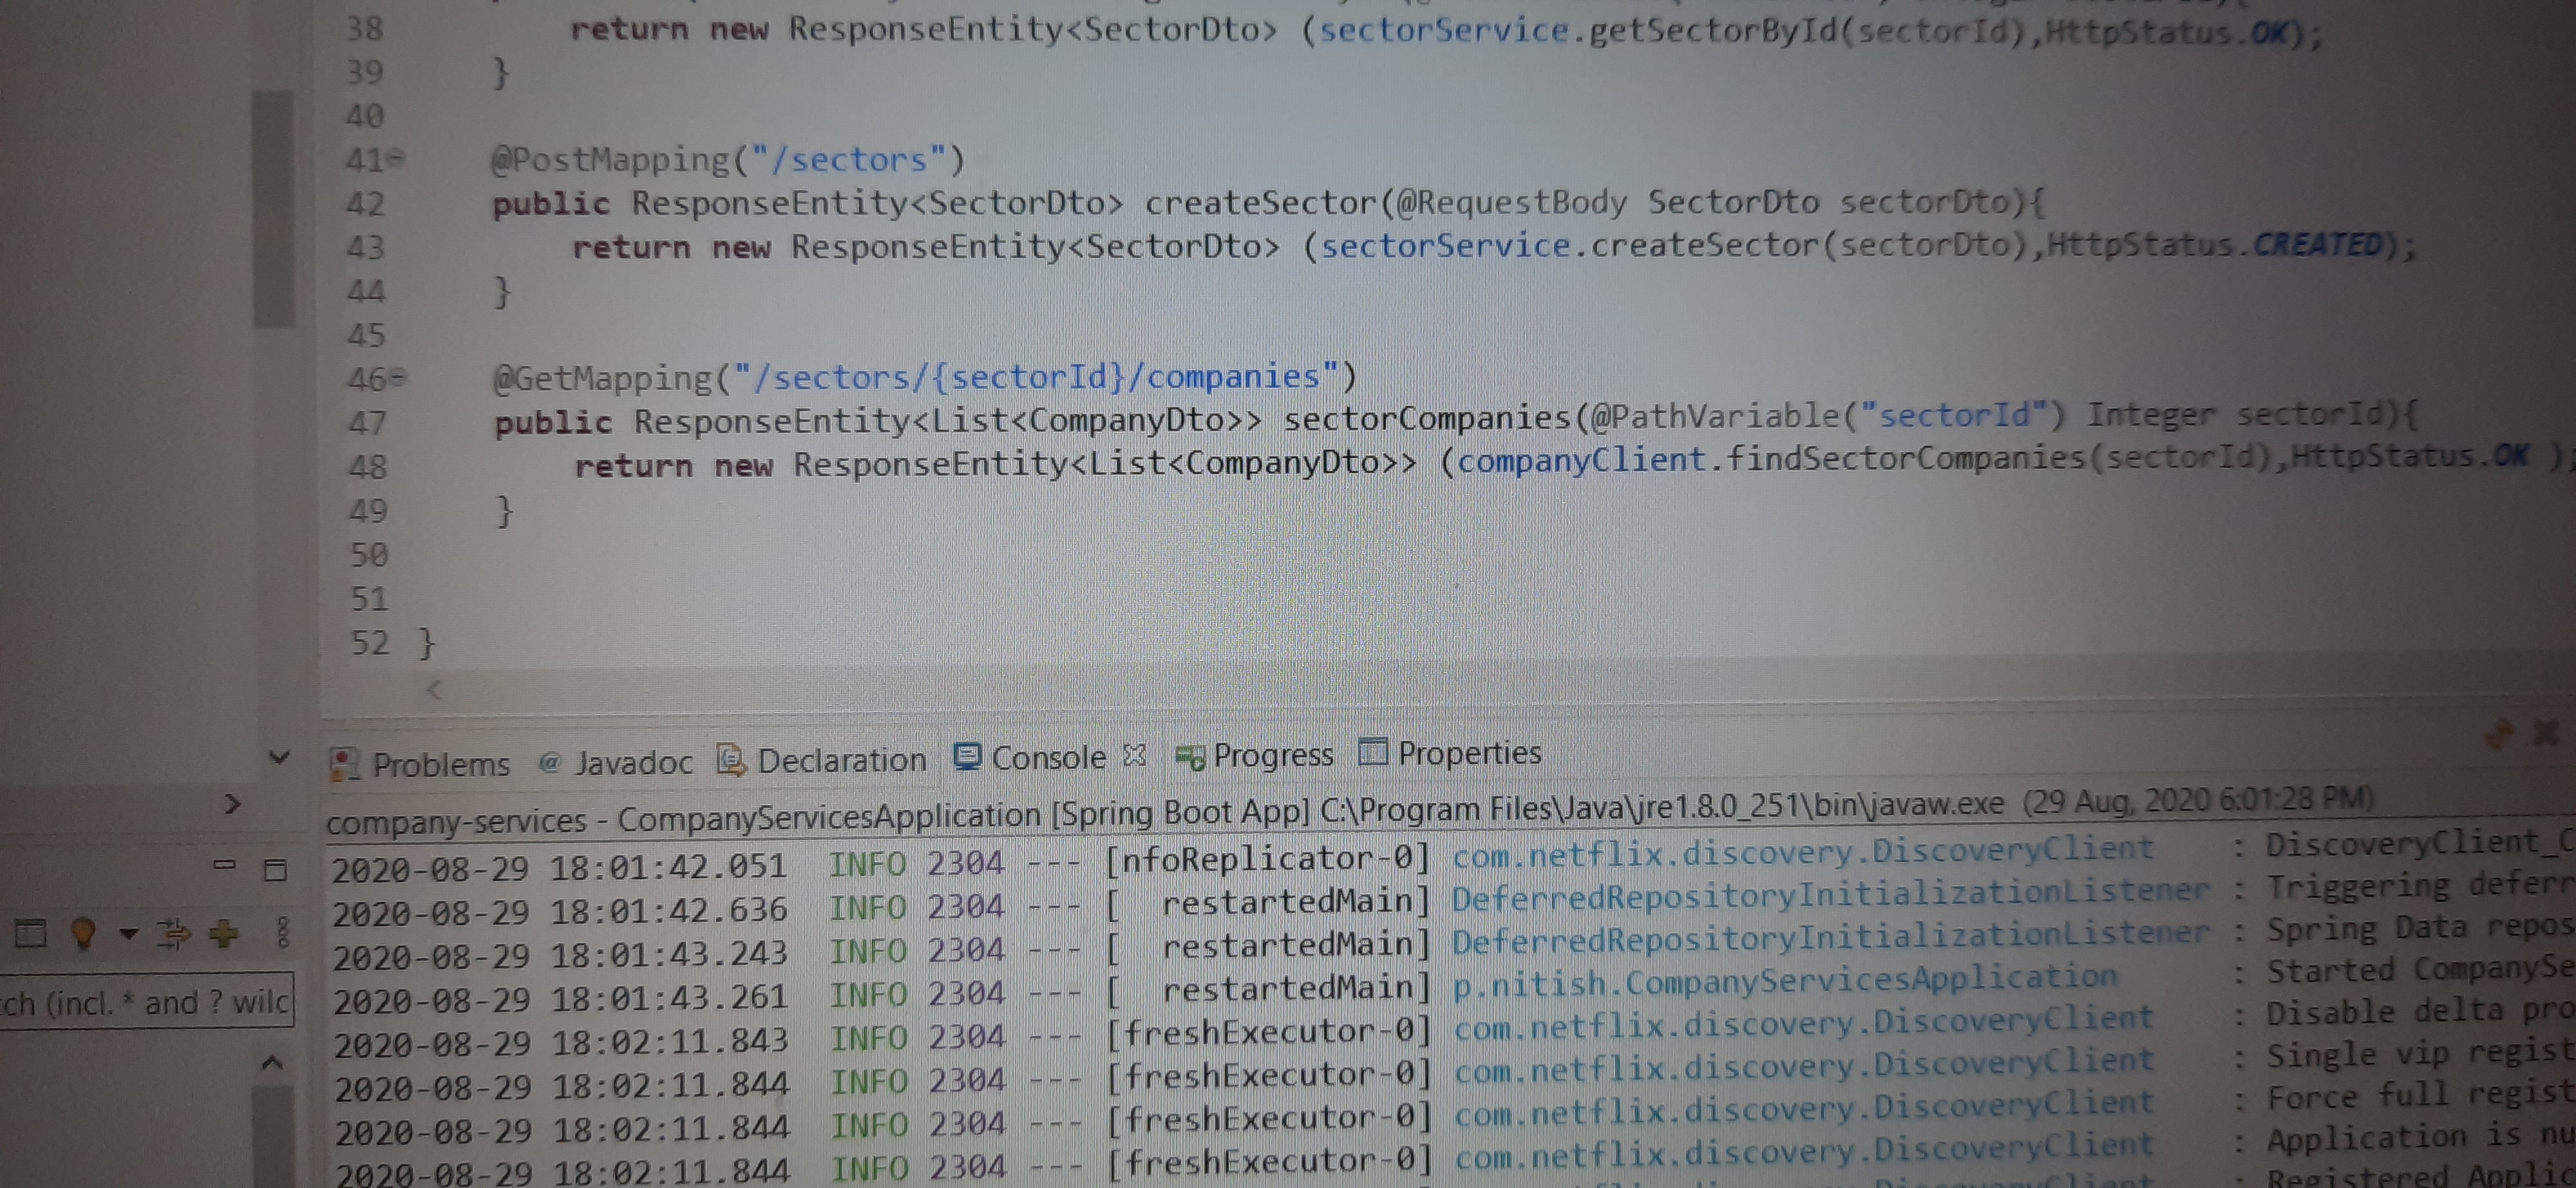 38 return new ResponseEntity<SectorDto> (sectorService.getSectorById(sectorId),HttpStatus.OK);
39 }
40
41 @PostMapping("/sectors")
42 public ResponseEntity<SectorDto> createSector(@RequestBody SectorDto sectorDto){
43 return new ResponseEntity<SectorDto> (sectorService.createSector(sectorDto),HttpStatus.CREATED);
44 }
45
46 @GetMapping("/sectors/{sectorId}/companies")
47 public ResponseEntity<List<CompanyDto>> sectorCompanies(@PathVariable("sectorId") Integer sectorId){
48 return new ResponseEntity<List<CompanyDto>> (companyClient.findSectorCompanies(sectorId),HttpStatus.OK );
49 }
50
51
52 }
Problems @ Javadoc Declaration Console Progress Properties
company-services - CompanyServicesApplication [Spring Boot App] C:\Program Files\Java\jre1.8.0_251\bin\javaw.exe (29 Aug, 2020 6:01:28 PM)
2020-08-29 18:01:42.051 INFO 2304 --- [nfoReplicator-0] com.netflix.discovery.DiscoveryClient : DiscoveryClient_C
2020-08-29 18:01:42.636 INFO 2304 --- [ restartedMain] DeferredRepositoryInitializationListener : Triggering deferr
2020-08-29 18:01:43.243 INFO 2304 --- [ restartedMain] DeferredRepositoryInitializationListener : Spring Data repos
2020-08-29 18:01:43.261 INFO 2304 --- [ restartedMain] p.nitish.CompanyServicesApplication : Started CompanySe
2020-08-29 18:02:11.843 INFO 2304 --- [freshExecutor-0] com.netflix.discovery.DiscoveryClient : Disable delta pro
2020-08-29 18:02:11.844 INFO 2304 --- [freshExecutor-0] com.netflix.discovery.DiscoveryClient : Single vip regist
2020-08-29 18:02:11.844 INFO 2304 --- [freshExecutor-0] com.netflix.discovery.DiscoveryClient : Force full regist
2020-08-29 18:02:11.844 INFO 2304 --- [freshExecutor-0] com.netflix.discovery.DiscoveryClient : Application is nu
: Registered Applic
ch (incl. * and ? wilc